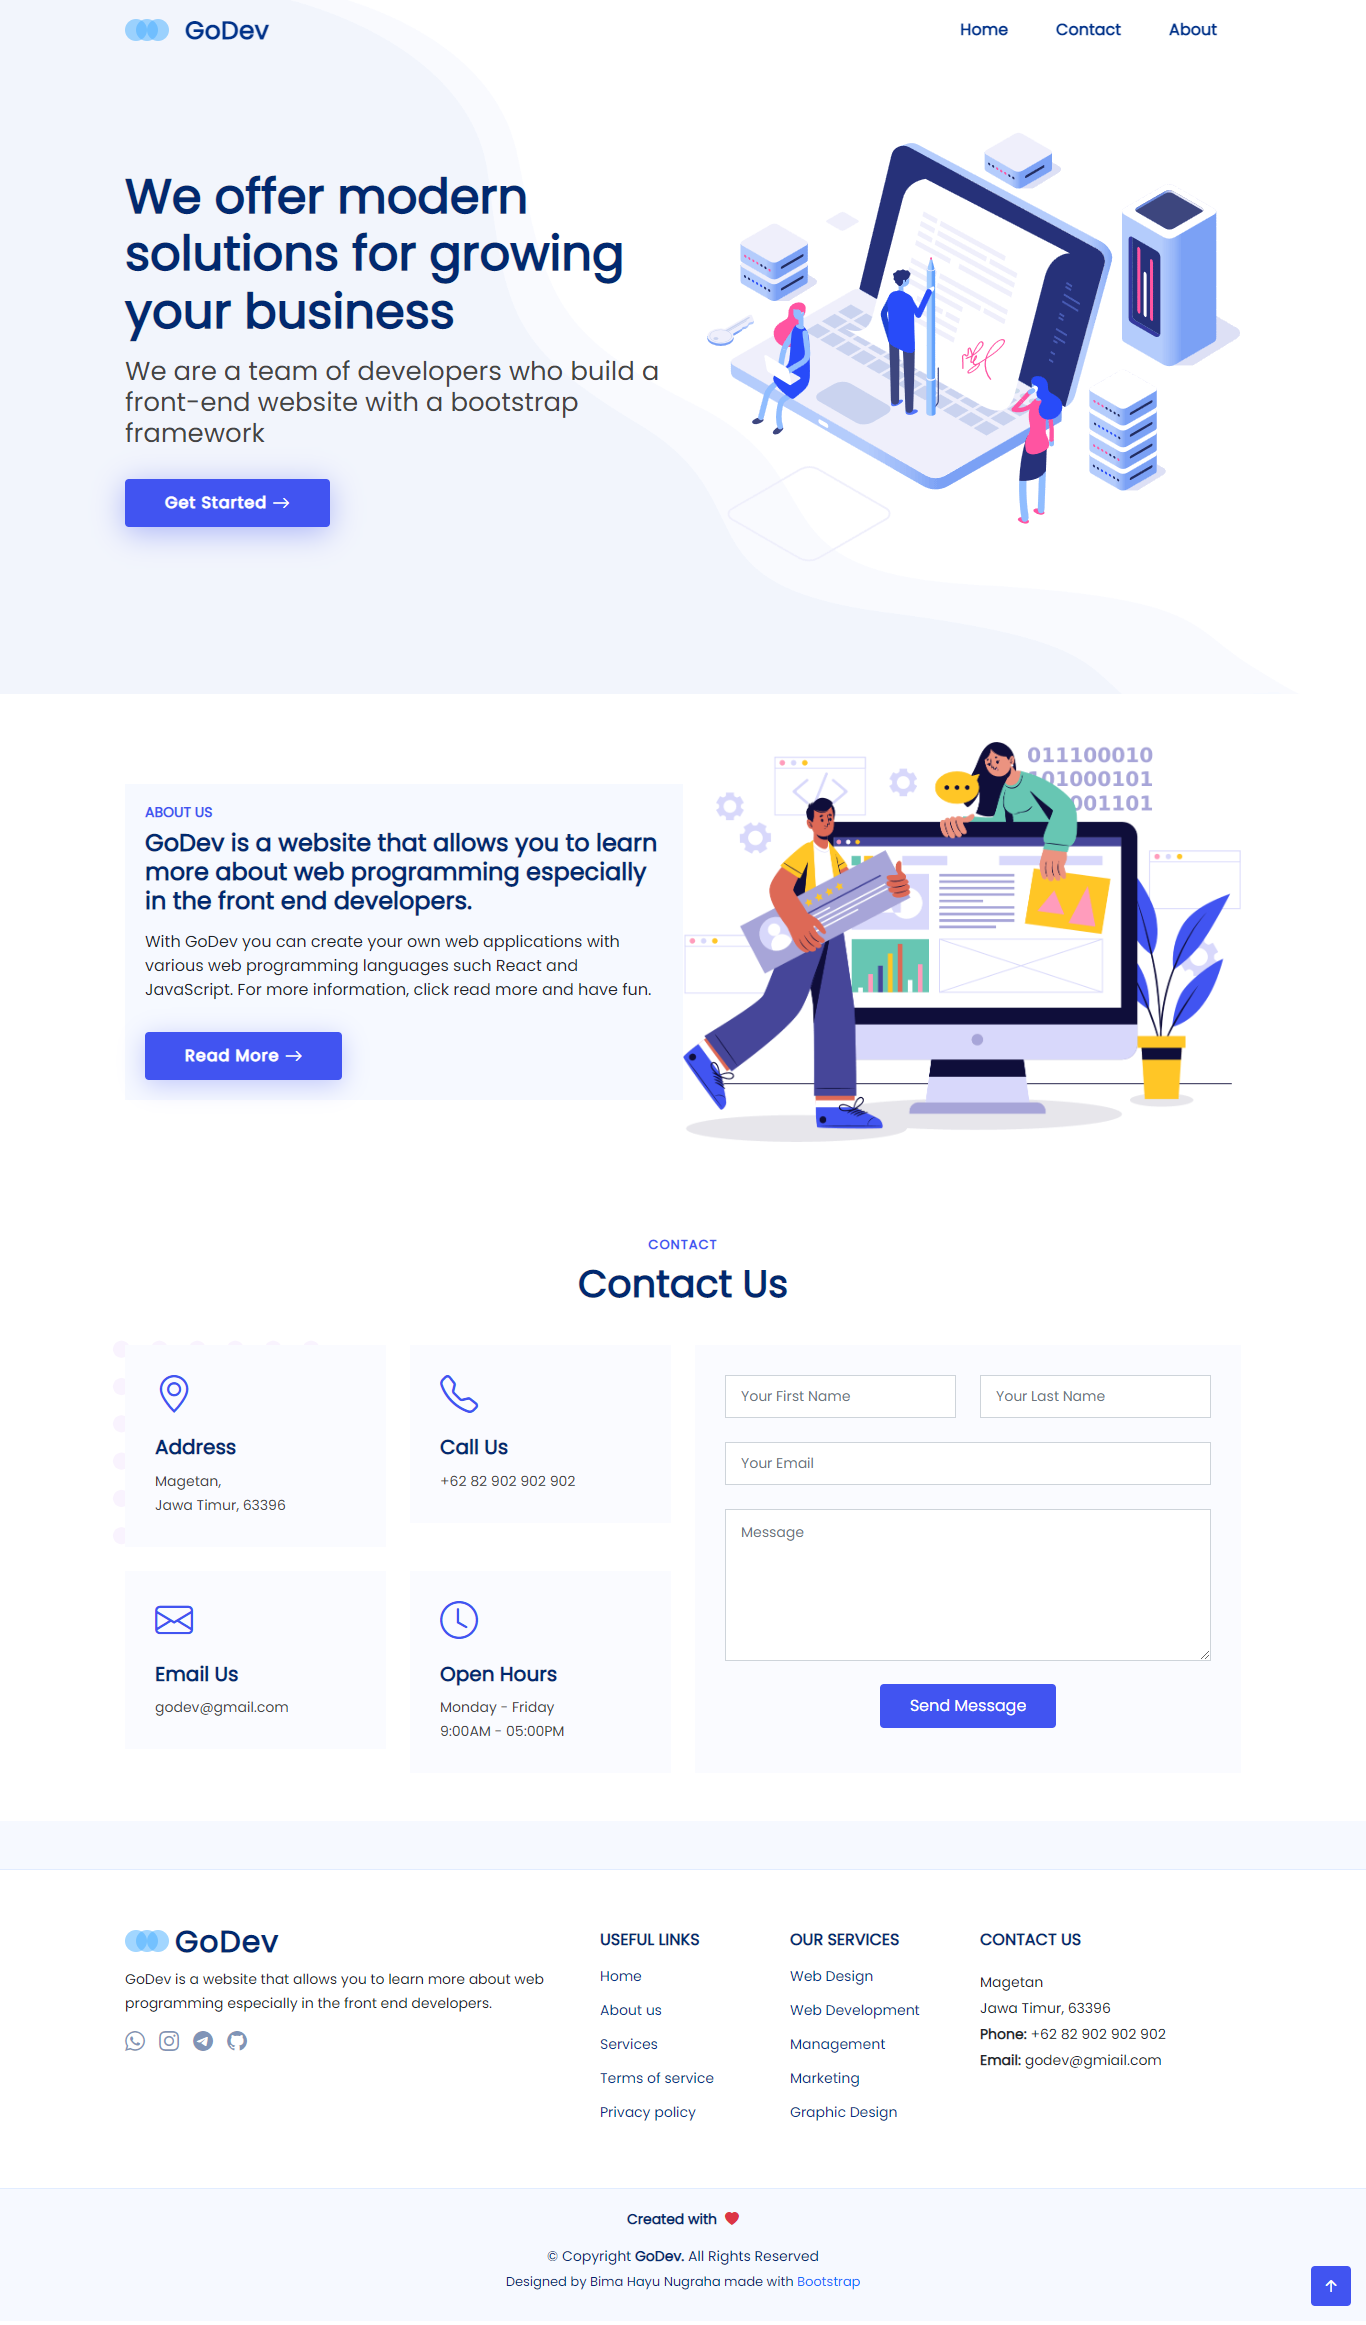 GoDev
Home
Contact
About
We offer modern
solutions for growing
your business
We are a team of developers who build a
front-end website with a bootstrap
framework
Get Started →
011100010
101000101
001101
ABOUT US
GoDev is a website that allows you to learn
more about web programming especially
in the front end developers.
With GoDev you can create your own web applications with
various web programming languages such React and
JavaScript. For more information, click read more and have fun.
Read More →
CONTACT
Contact Us
Address
Magetan,
Jawa Timur, 63396
Call Us
+62 82 902 902 902
Email Us
godev@gmail.com
Open Hours
Monday - Friday
9:00AM - 05:00PM
Your First Name
Your Last Name
Your Email
Message
Send Message
GoDev
GoDev is a website that allows you to learn more about web
programming especially in the front end developers.
USEFUL LINKS
Home
About us
Services
Terms of service
Privacy policy
OUR SERVICES
Web Design
Web Development
Management
Marketing
Graphic Design
CONTACT US
Magetan
Jawa Timur, 63396
Phone: +62 82 902 902 902
Email: godev@gmiail.com
Created with
© Copyright GoDev. All Rights Reserved
Designed by Bima Hayu Nugraha made with Bootstrap